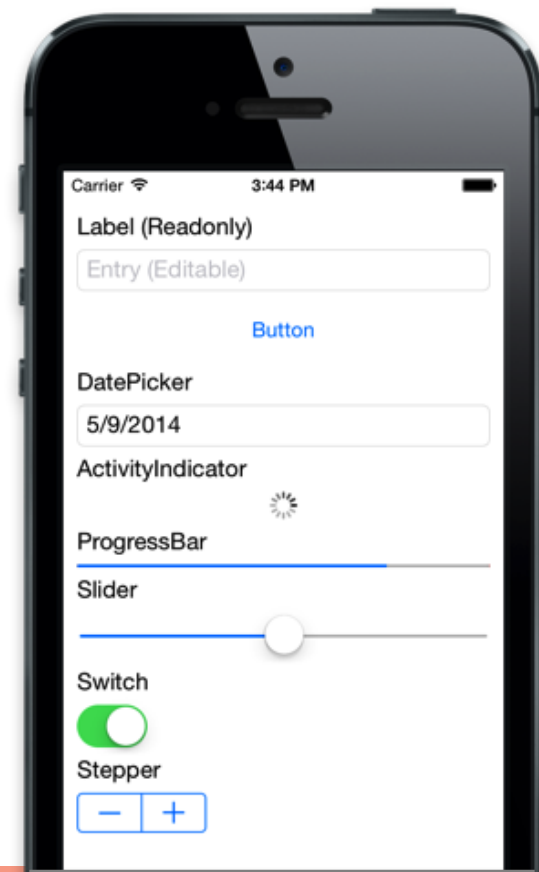 Carrier 3:44 PM
Label (Readonly)
Entry (Editable)
Button
DatePicker
5/9/2014
ActivityIndicator
ProgressBar
Slider
Switch
Stepper
− +